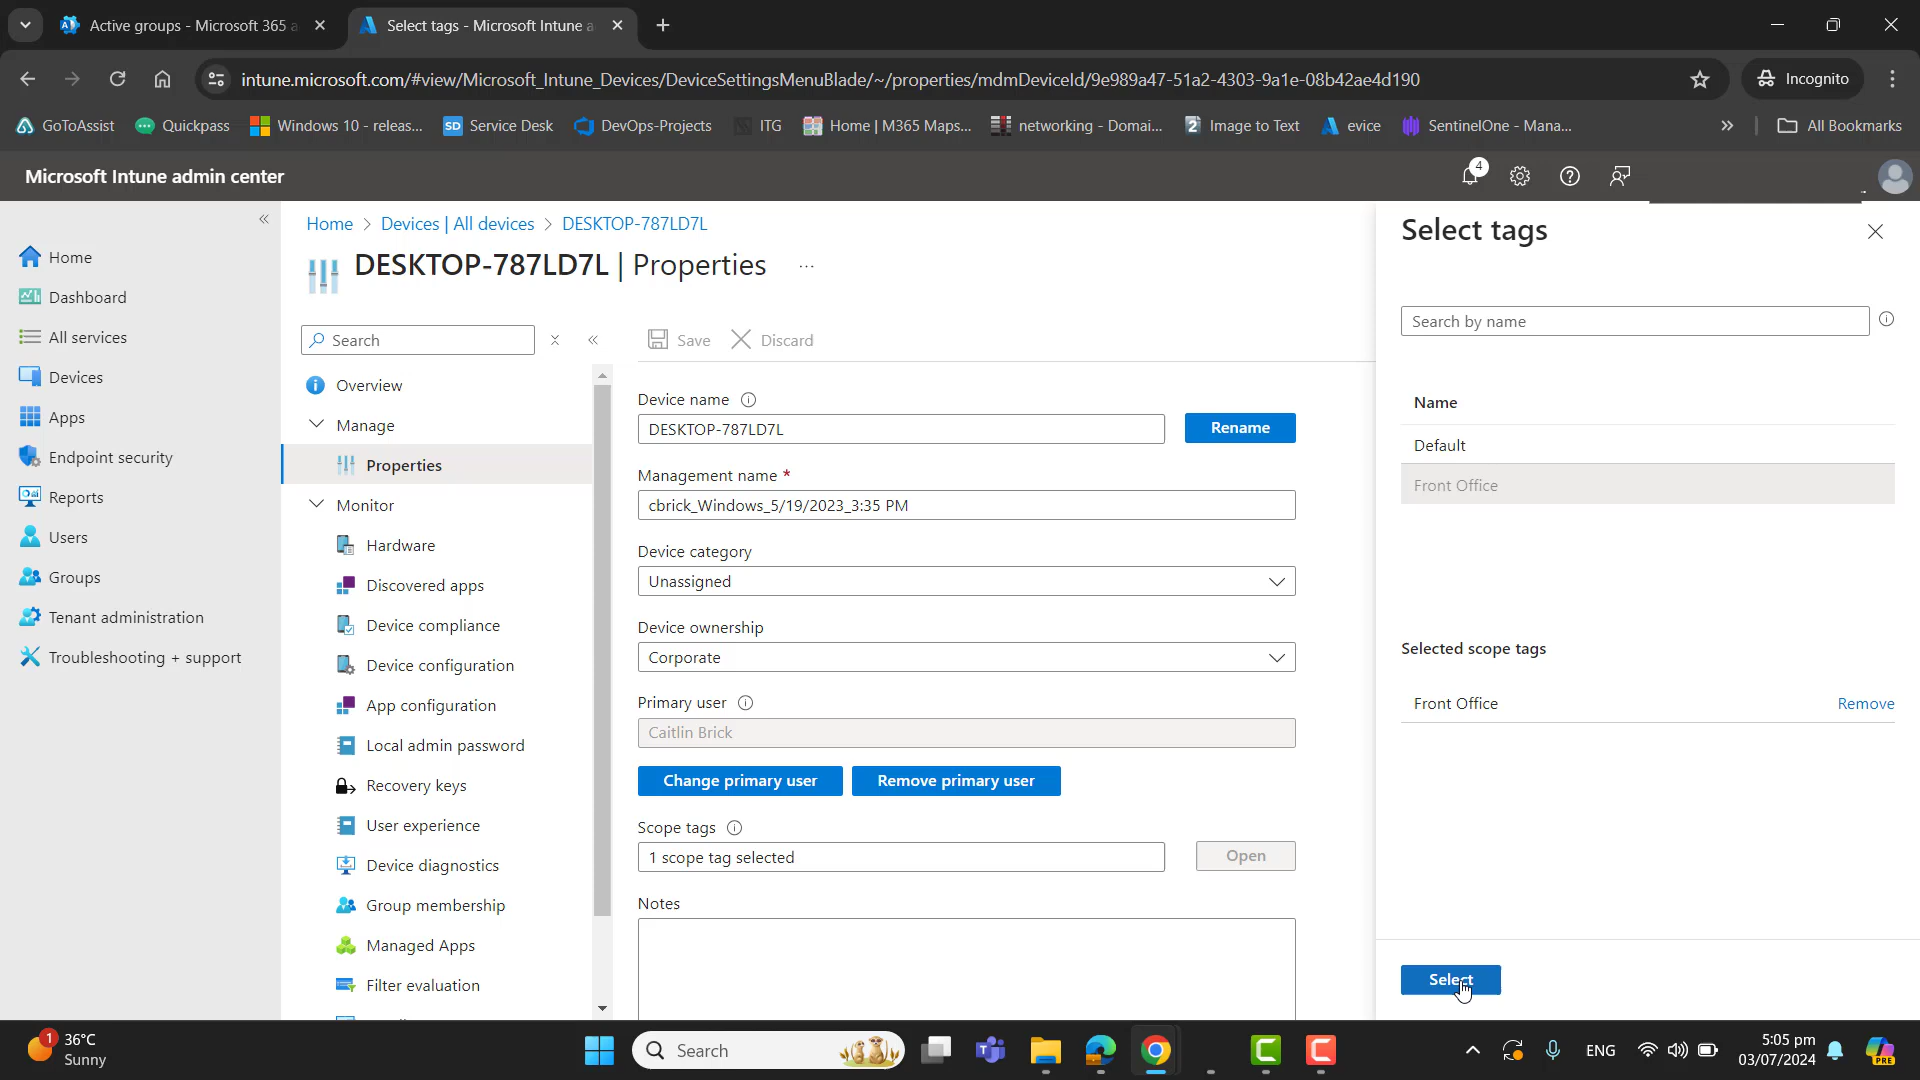 Active groups - Microsoft 365 a
Select tags - Microsoft Intune a
intune.microsoft.com/#view/Microsoft_Intune_Devices/DeviceSettingsMenuBlade/~/properties/mdmDeviceId/9e989a47-51a2-4303-9a1e-08b42ae4d190
Incognito
GoToAssist
Quickpass
Windows 10 - releas...
SD
Service Desk
DevOps-Projects
ITG
Home | M365 Maps...
networking - Domai...
Image to Text
evice
SentinelOne - Mana...
All Bookmarks
Microsoft Intune admin center
4
Home
Dashboard
All services
Devices
Apps
Endpoint security
Reports
Users
Groups
Tenant administration
Troubleshooting + support
Home > Devices | All devices > DESKTOP-787LD7L
DESKTOP-787LD7L | Properties
Search
Overview
Manage
Properties
Monitor
Hardware
Discovered apps
Device compliance
Device configuration
App configuration
Local admin password
Recovery keys
User experience
Device diagnostics
Group membership
Managed Apps
Filter evaluation
Save
Discard
Device name
DESKTOP-787LD7L
Rename
Management name *
cbrick_Windows_5/19/2023_3:35 PM
Device category
Unassigned
Device ownership
Corporate
Primary user
Caitlin Brick
Change primary user
Remove primary user
Scope tags
1 scope tag selected
Open
Notes
Select tags
Search by name
Name
Default
Front Office
Selected scope tags
Front Office
Remove
Select
1
36°C
Sunny
Search
ENG
5:05 pm
03/07/2024
PRE